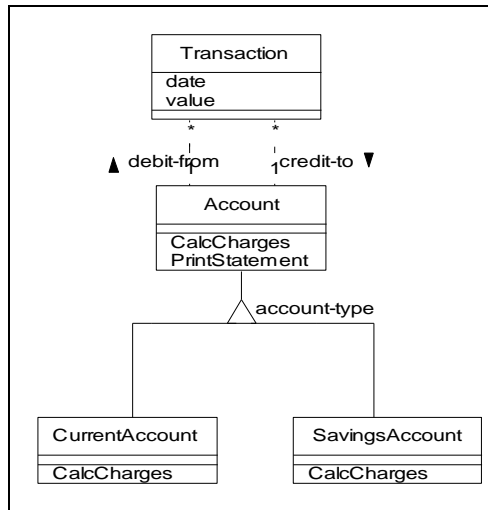 Transaction
date
value
* *
▲ debit-from 1 1 credit-to ▼
Account
CalcCharges
PrintStatement
account-type
CurrentAccount SavingsAccount
CalcCharges CalcCharges